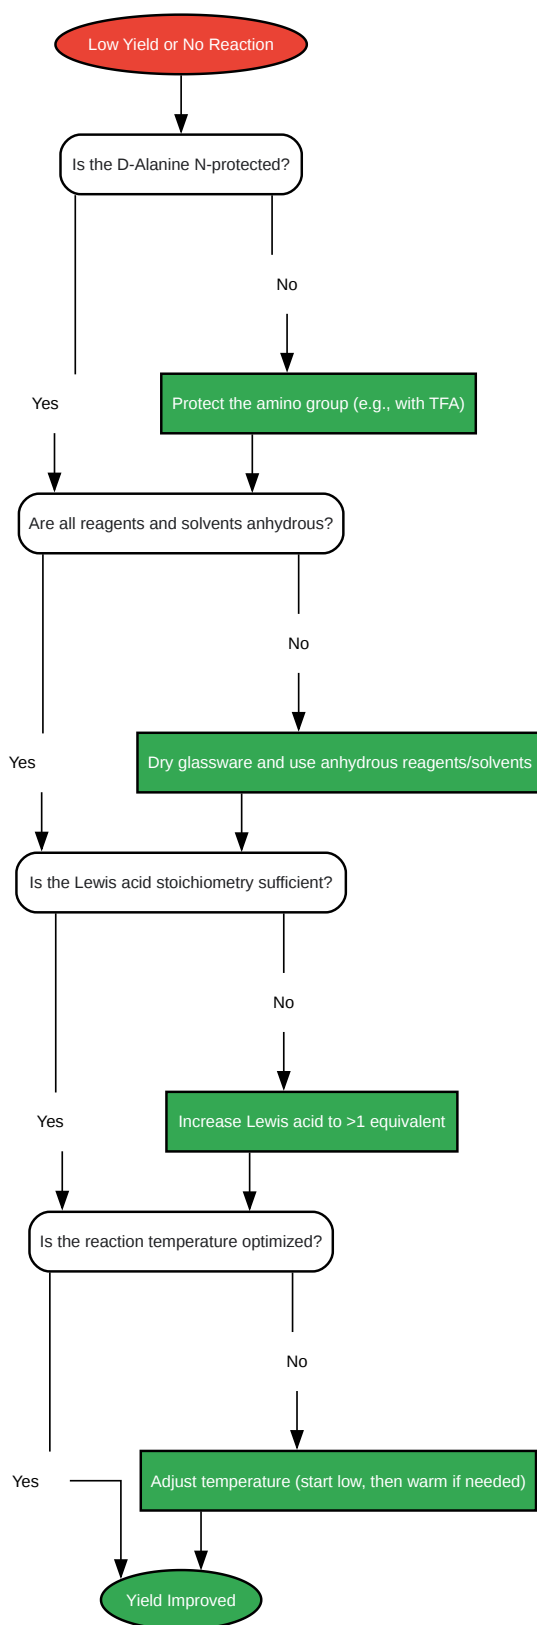 Low Yield or No Reaction
Is the D-Alanine N-protected?
No
Yes
Protect the amino group (e.g., with TFA)
Are all reagents and solvents anhydrous?
No
Yes
Dry glassware and use anhydrous reagents/solvents
Is the Lewis acid stoichiometry sufficient?
No
Yes
Increase Lewis acid to >1 equivalent
Is the reaction temperature optimized?
No
Yes
Adjust temperature (start low, then warm if needed)
Yield Improved